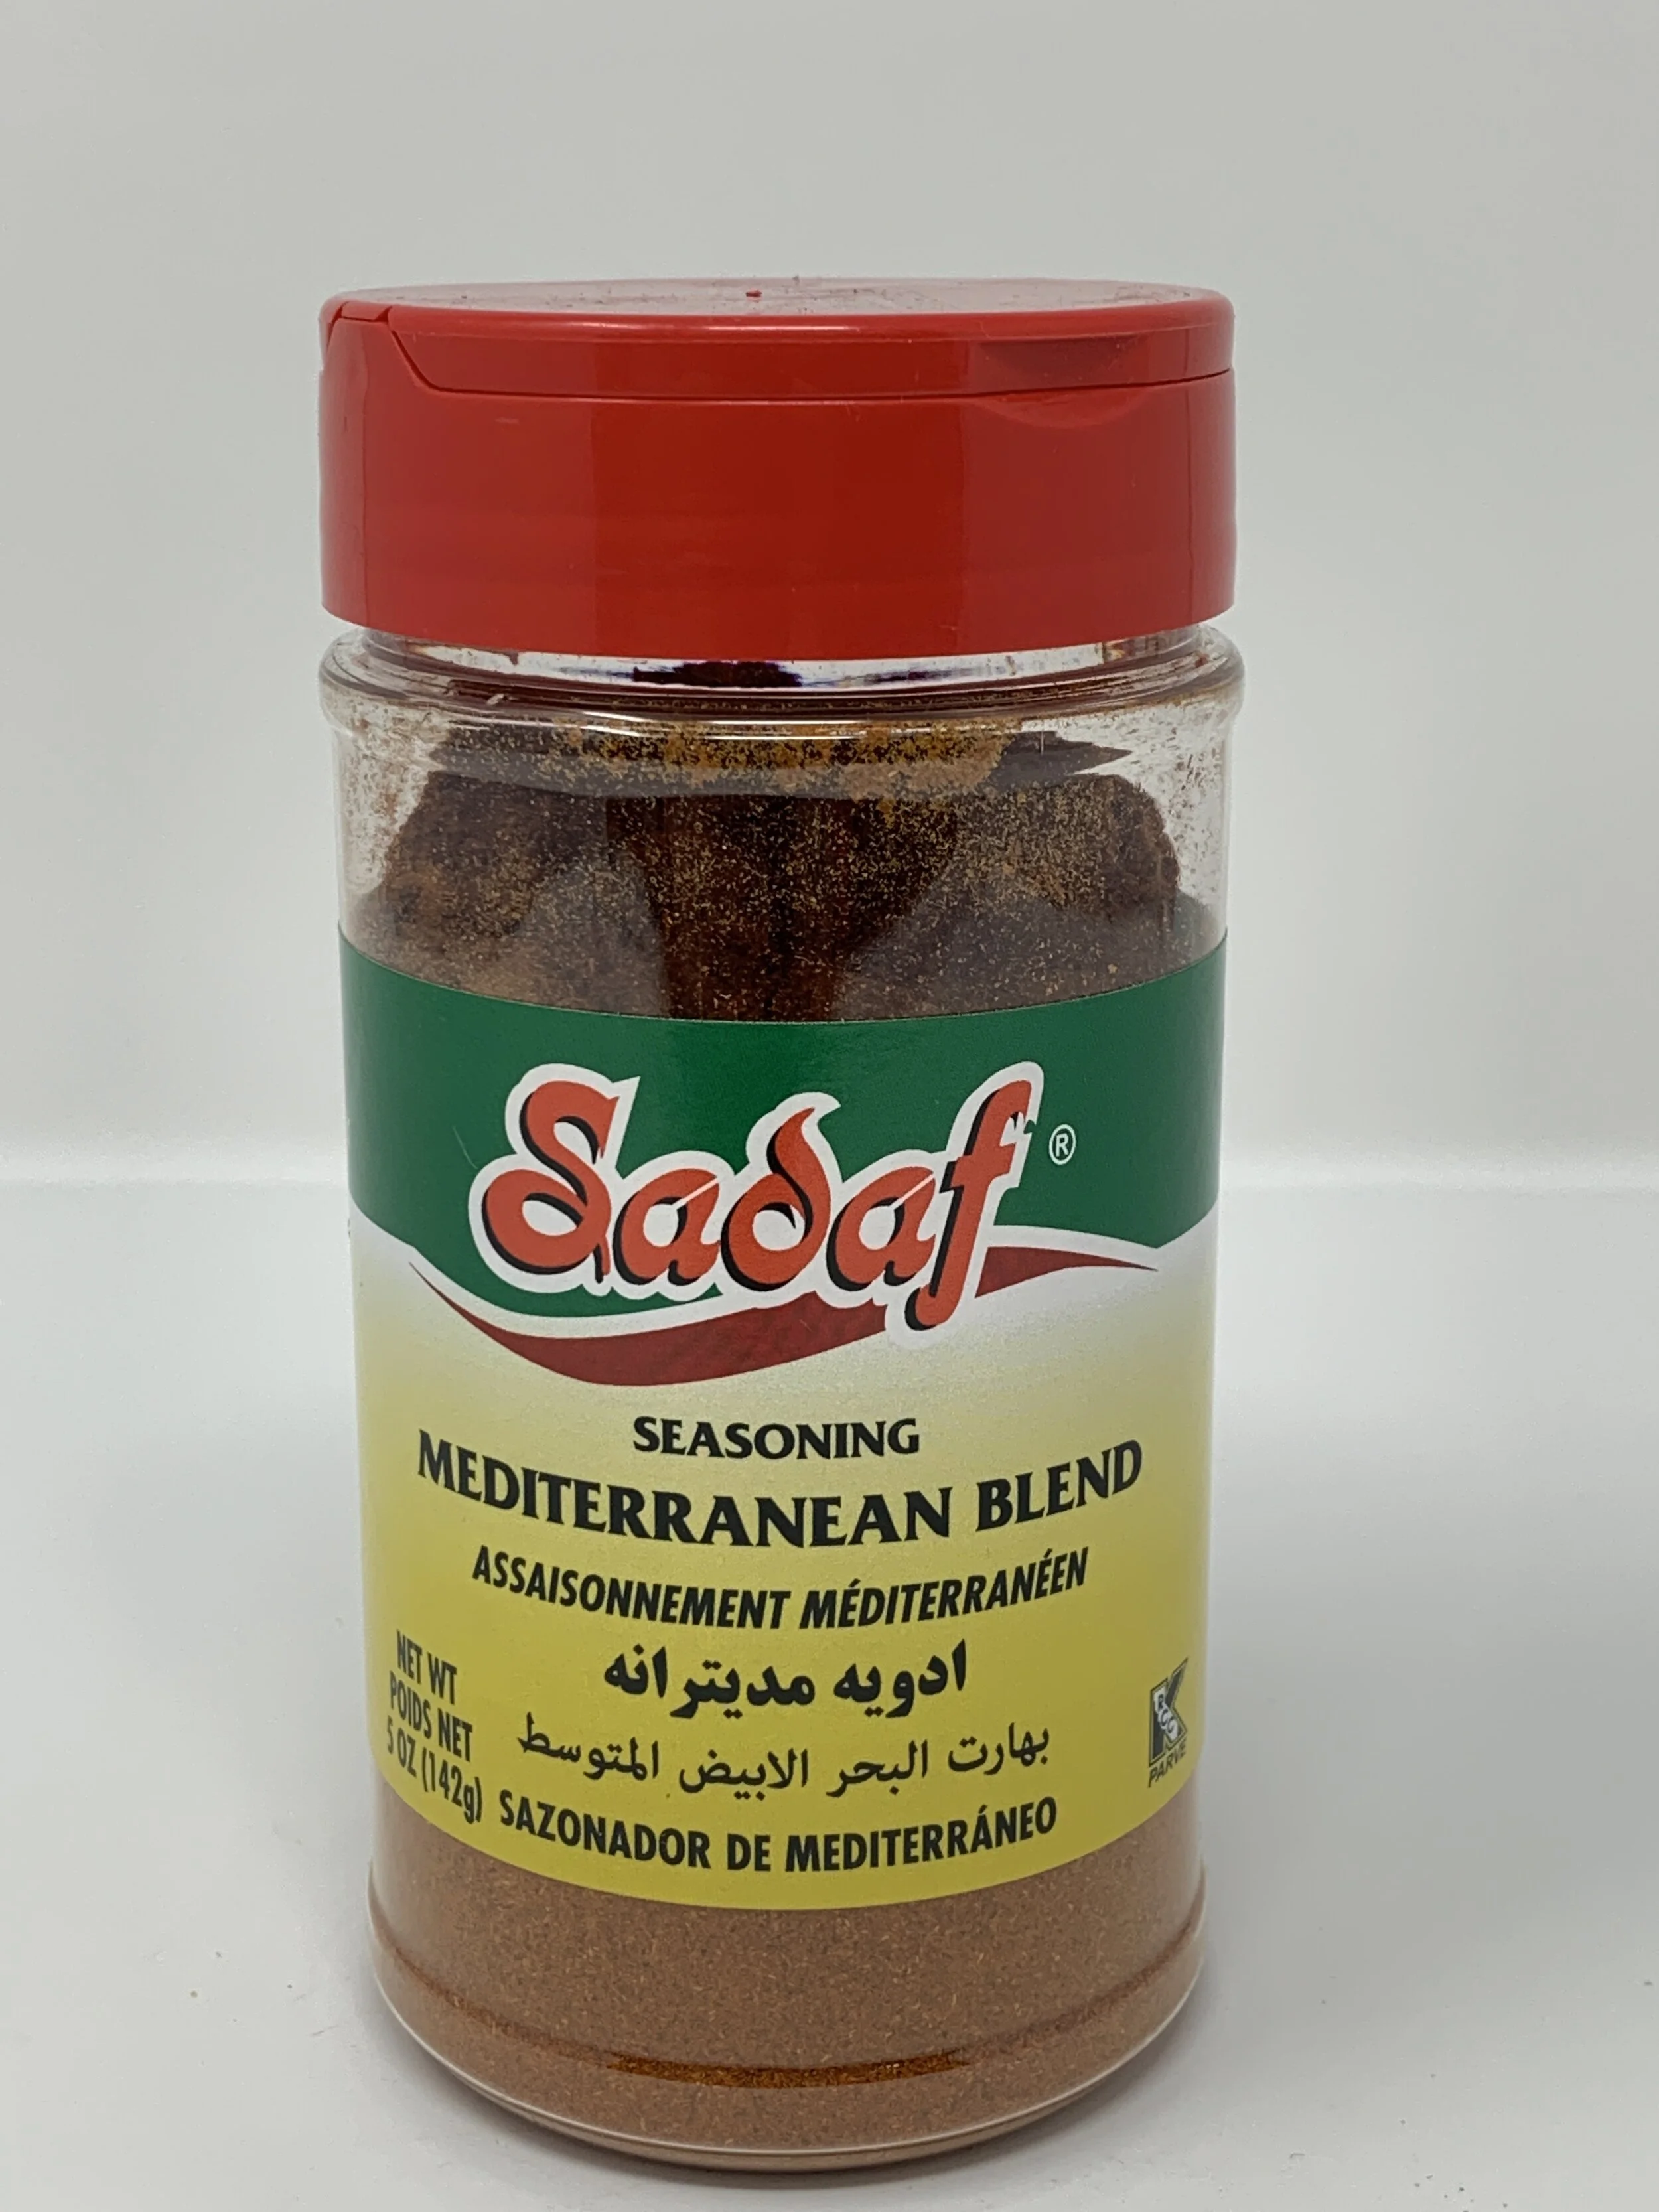 Sadaf®
SEASONING
MEDITERRANEAN BLEND
ASSAISONNEMENT MÉDITERRANÉEN
ادویه مدیترانه
بهارت البحر الابيض المتوسط
SAZONADOR DE MEDITERRÁNEO
NET WT
POIDS NET
5 OZ (142g)
K
RCC
PARVE